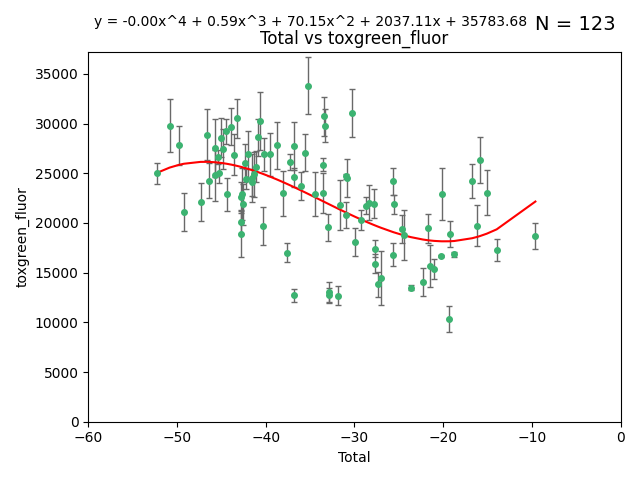 y = -0.00x^4 + 0.59x^3 + 70.15x^2 + 2037.11x + 35783.68 N = 123
Total vs toxgreen_fluor
35000
30000
25000
20000
15000
10000
5000
0
toxgreen_fluor
−60 −50 −40 −30 −20 −10 0
Total